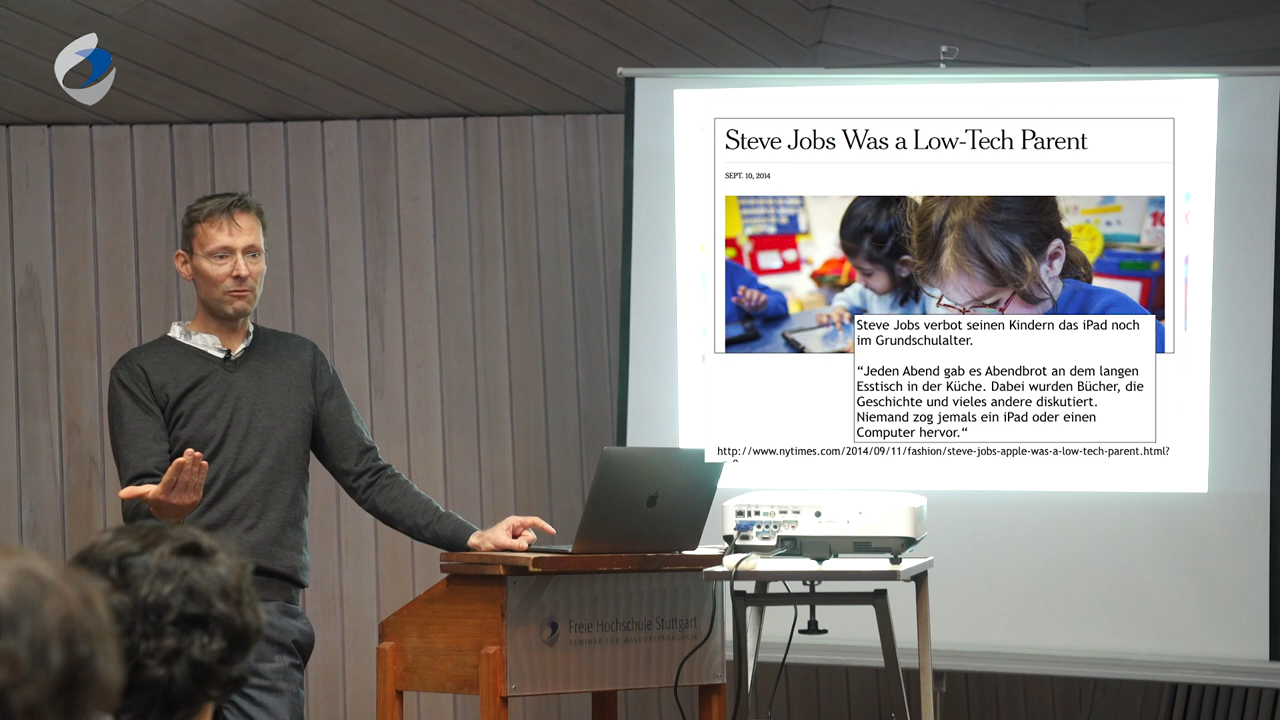 Steve Jobs Was a Low-Tech Parent
SEPT. 10, 2014
Steve Jobs verbot seinen Kindern das iPad noch
im Grundschulalter.
“Jeden Abend gab es Abendbrot an dem langen
Esstisch in der Küche. Dabei wurden Bücher, die
Geschichte und vieles andere diskutiert.
Niemand zog jemals ein iPad oder einen
Computer hervor.“
http://www.nytimes.com/2014/09/11/fashion/steve-jobs-apple-was-a-low-tech-parent.html?
Freie Hochschule Stuttgart
SEMINAR FÜR WALDORFPÄDAGOGIK